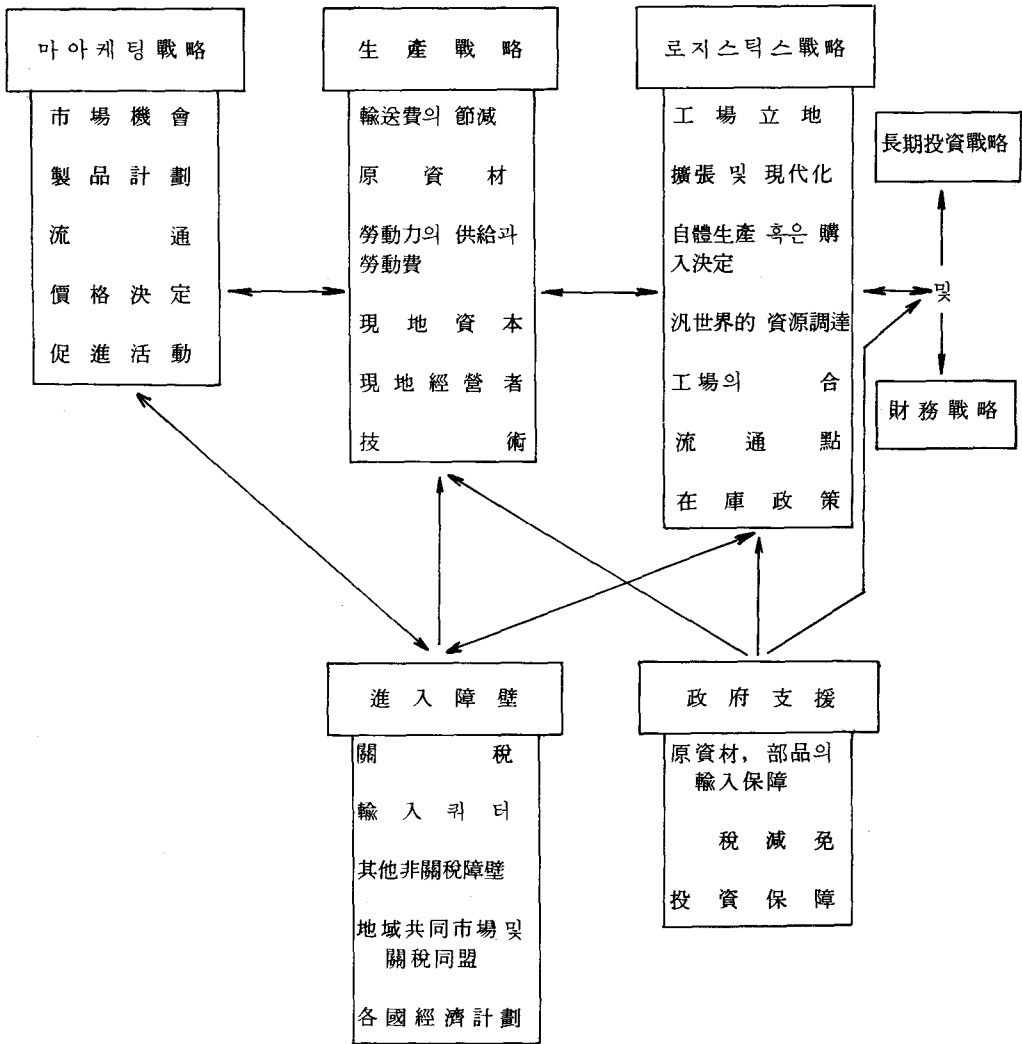 마아케팅戰略
市場機會
製品計劃
流通
價格決定
促進活動
生產戰略
輸送費의 節減
原資材
勞動力의 供給과
勞動費
現地資本
現地經營者
技術
로지스틱스戰略
工場立地
擴張 및 現代化
自體生產 혹은 購
入決定
汎世界的 資源調達
工場의 合
流通點
在庫政策
長期投資戰略
및
財務戰略
進入障壁
關稅
輸入쿼터
其他非關稅障壁
地域共同市場 및
關稅同盟
各國經濟計劃
政府支援
原資材, 部品의
輸入保障
稅減免
投資保障